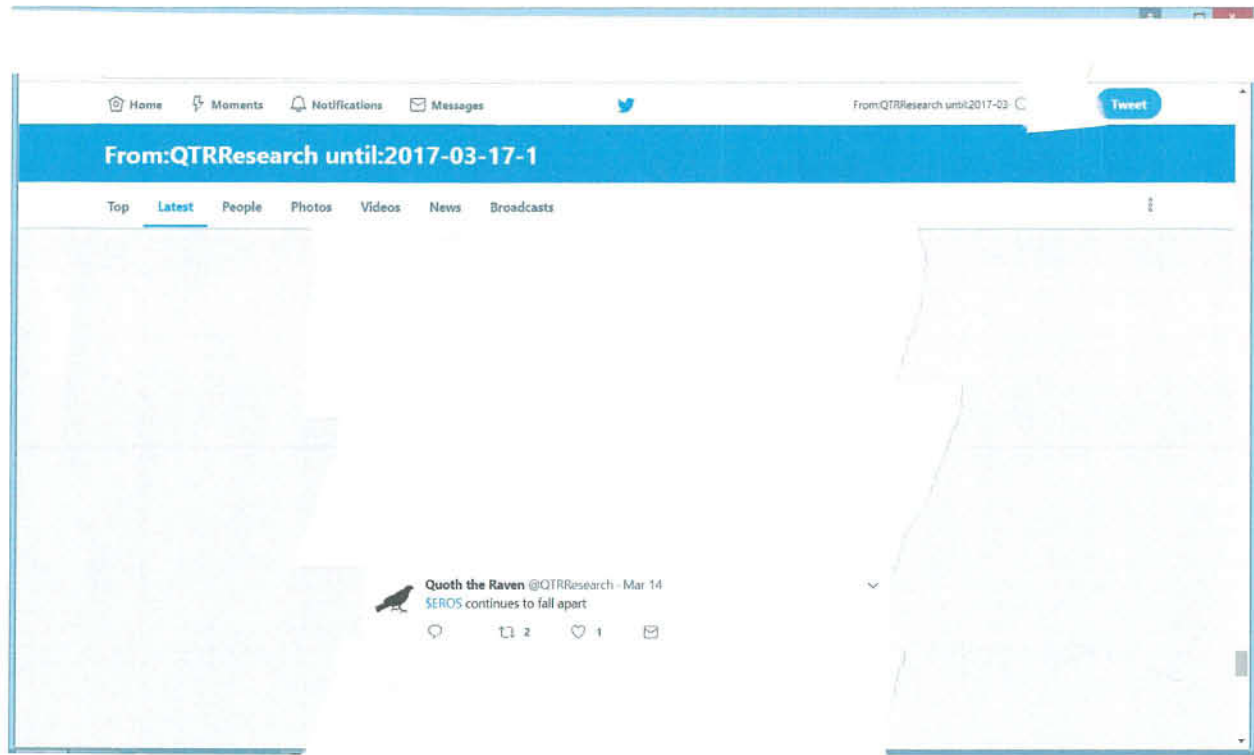 Home Moments Notifications Messages From:QTRResearch until:2017-03- Tweet
From:QTRResearch until:2017-03-17-1
Top Latest People Photos Videos News Broadcasts
Quoth the Raven @QTRResearch · Mar 14
$EROS continues to fall apart
2 1